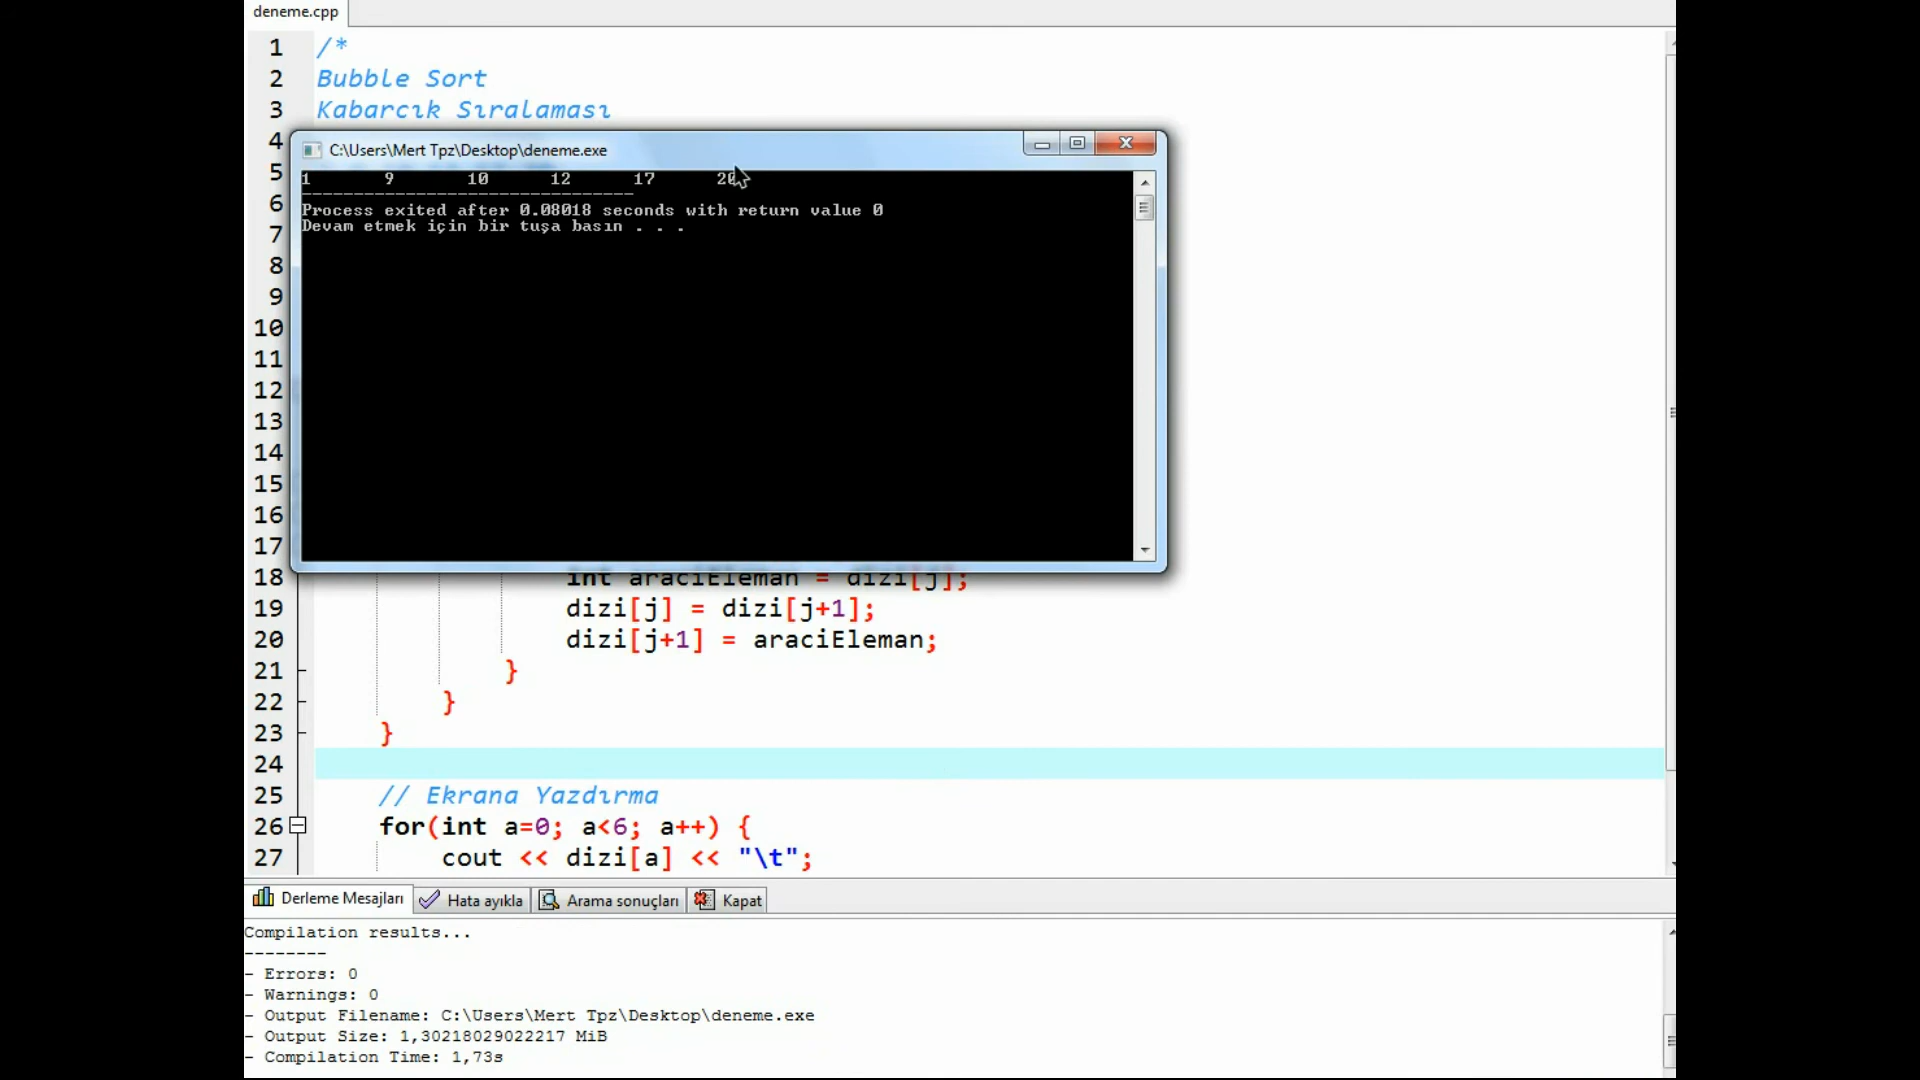 deneme.cpp
1 /*
2 Bubble Sort
3 Kabarcık Sıralaması
4
C:\Users\Mert Tpz\Desktop\deneme.exe
5
1 9 10 12 17 20
6
--------------------------------
Process exited after 0.08018 seconds with return value 0
7
Devam etmek için bir tuşa basın . . .
8
9
10
11
12
13
14
15
16
17
18 int araciEleman = dizi[j];
19 dizi[j] = dizi[j+1];
20 dizi[j+1] = araciEleman;
21 }
22 }
23 }
24
25 // Ekrana Yazdırma
26 for(int a=0; a<6; a++) {
27 cout << dizi[a] << "\t";
Derleme Mesajları Hata ayıkla Arama sonuçları Kapat
Compilation results...
--------
- Errors: 0
- Warnings: 0
- Output Filename: C:\Users\Mert Tpz\Desktop\deneme.exe
- Output Size: 1,30218029022217 MiB
- Compilation Time: 1,73s